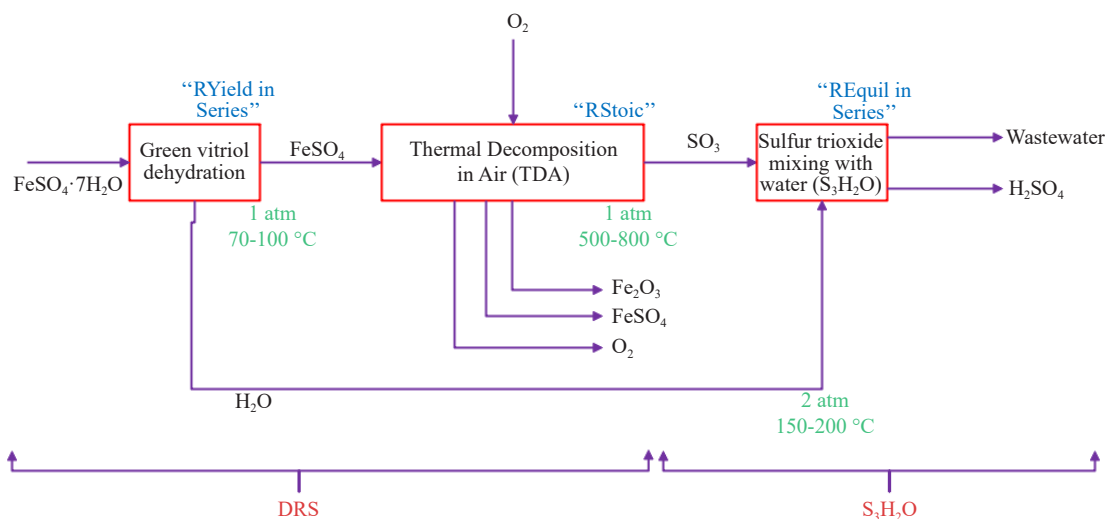 O₂
“RYield in
Series”
“RStoic”
“REquil in
Series”
FeSO₄·7H₂O
Green vitriol
dehydration
FeSO₄
Thermal Decomposition
in Air (TDA)
SO₃
Sulfur trioxide
mixing with
water (S₃H₂O)
Wastewater
H₂SO₄
1 atm
70-100 °C
1 atm
500-800 °C
Fe₂O₃
FeSO₄
O₂
H₂O
2 atm
150-200 °C
DRS
S₃H₂O